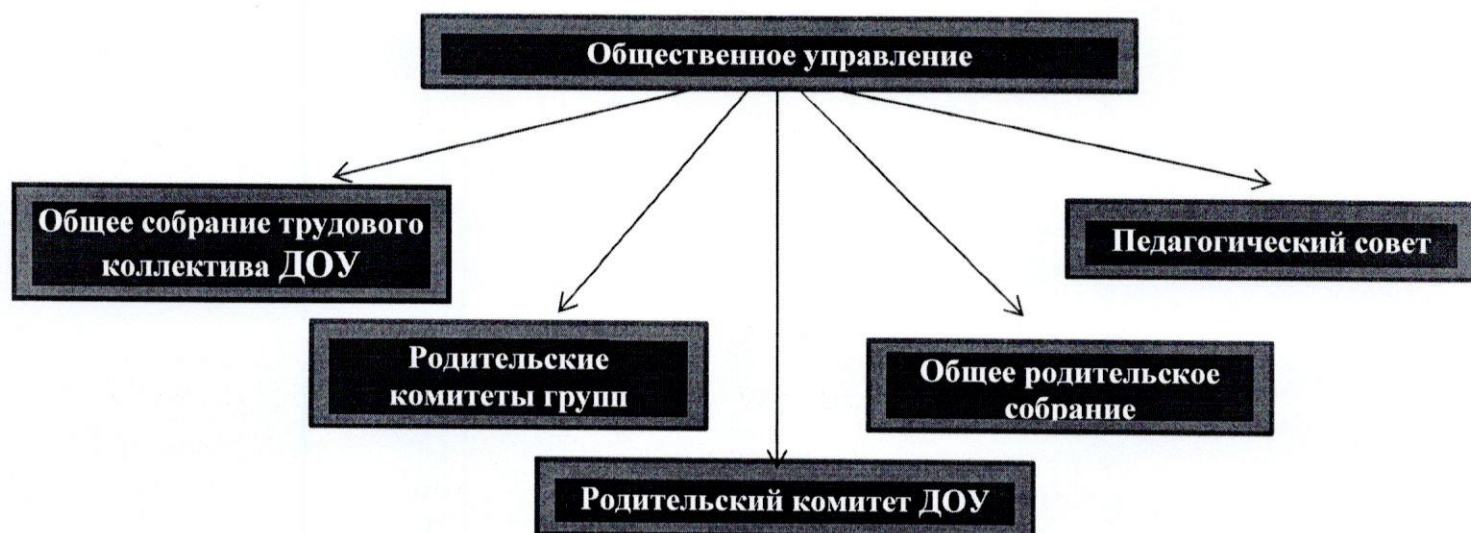 Общественное управление
Общее собрание трудового
коллектива ДОУ
Педагогический совет
Родительские
комитеты групп
Общее родительское
собрание
Родительский комитет ДОУ